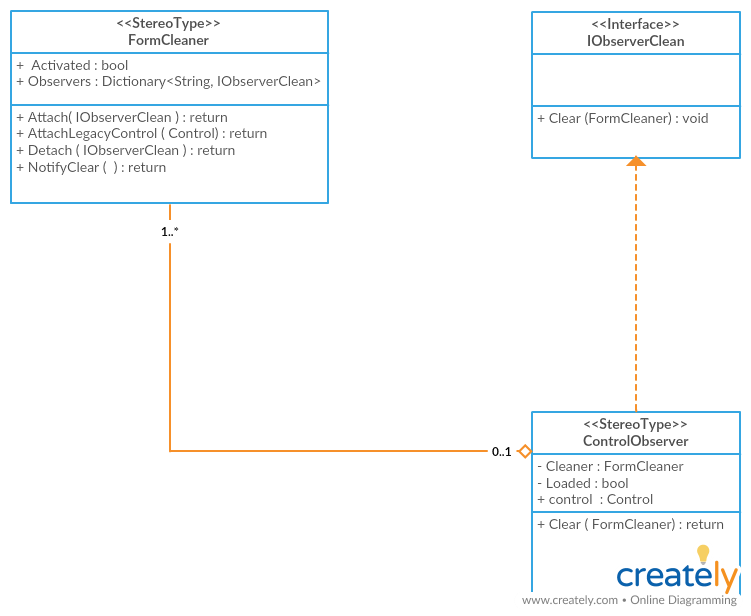 <<StereoType>>
FormCleaner
+ Activated : bool
+ Observers : Dictionary<String, IObserverClean>
+ Attach( IObserverClean ) : return
+ AttachLegacyControl ( Control) : return
+ Detach ( IObserverClean ) : return
+ NotifyClear ( ) : return
<<Interface>>
IObserverClean
+ Clear (FormCleaner) : void
1..*
0..1
<<StereoType>>
ControlObserver
- Cleaner : FormCleaner
- Loaded : bool
+ control : Control
+ Clear ( FormCleaner) : return
creately
www.creately.com • Online Diagramming